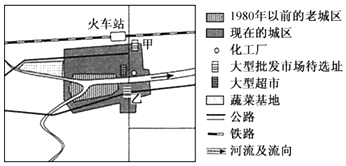 火车站
甲
乙
1980年以前的老城区
现在的城区
化工厂
大型批发市场待选址
大型超市
蔬菜基地
公路
铁路
河流及流向